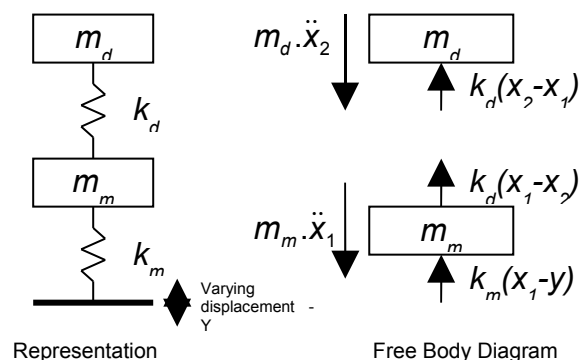 m_d
k_d
m_m
k_m
Varying
displacement -
Y
Representation
m_d.ẍ_2
m_d
k_d(x_2-x_1)
k_d(x_1-x_2)
m_m.ẍ_1
m_m
k_m(x_1-y)
Free Body Diagram